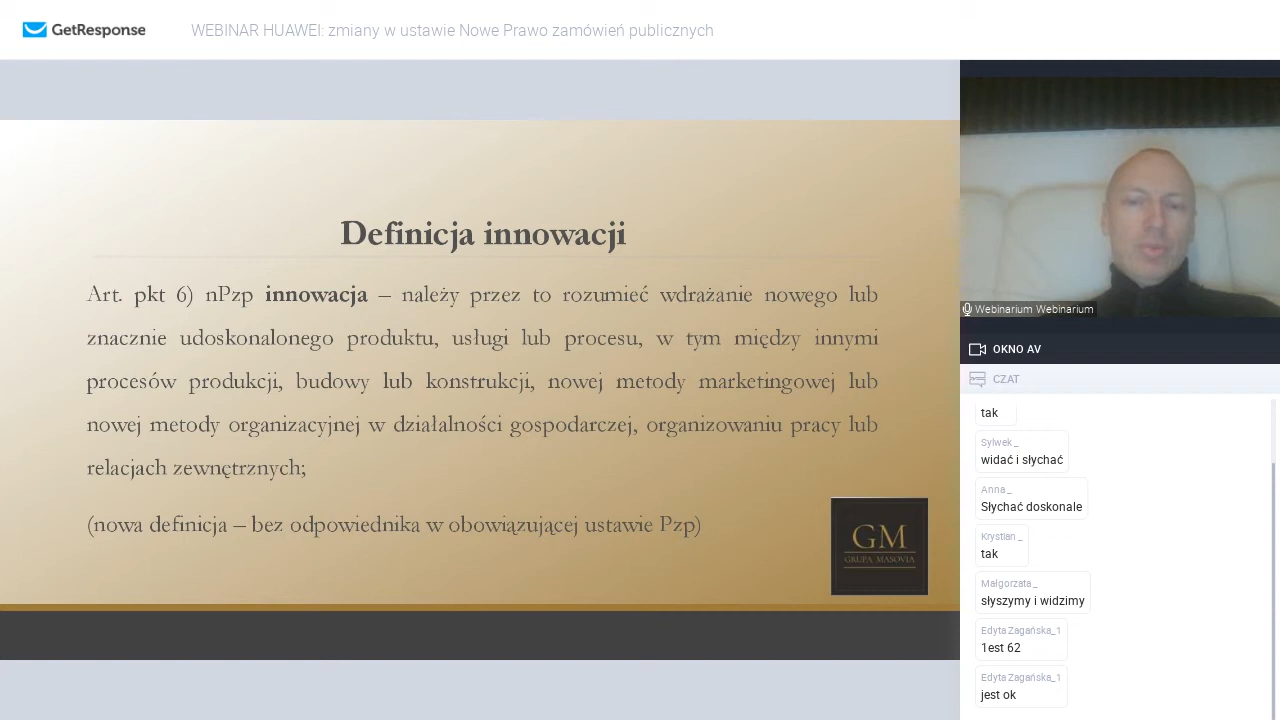 GetResponse
WEBINAR HUAWEI: zmiany w ustawie Nowe Prawo zamówień publicznych
Definicja innowacji
Art. pkt 6) nPzp innowacja – należy przez to rozumieć wdrażanie nowego lub
znacznie udoskonalonego produktu, usługi lub procesu, w tym między innymi
procesów produkcji, budowy lub konstrukcji, nowej metody marketingowej lub
nowej metody organizacyjnej w działalności gospodarczej, organizowaniu pracy lub
relacjach zewnętrznych;
(nowa definicja – bez odpowiednika w obowiązującej ustawie Pzp)
GM
GRUPA MASOVIA
Webinarium Webinarium
OKNO AV
CZAT
tak
Sylwek _
widać i słychać
Anna _
Słychać doskonale
Krystian _
tak
Małgorzata _
słyszymy i widzimy
Edyta Zagańska_1
1est 62
Edyta Zagańska_1
jest ok